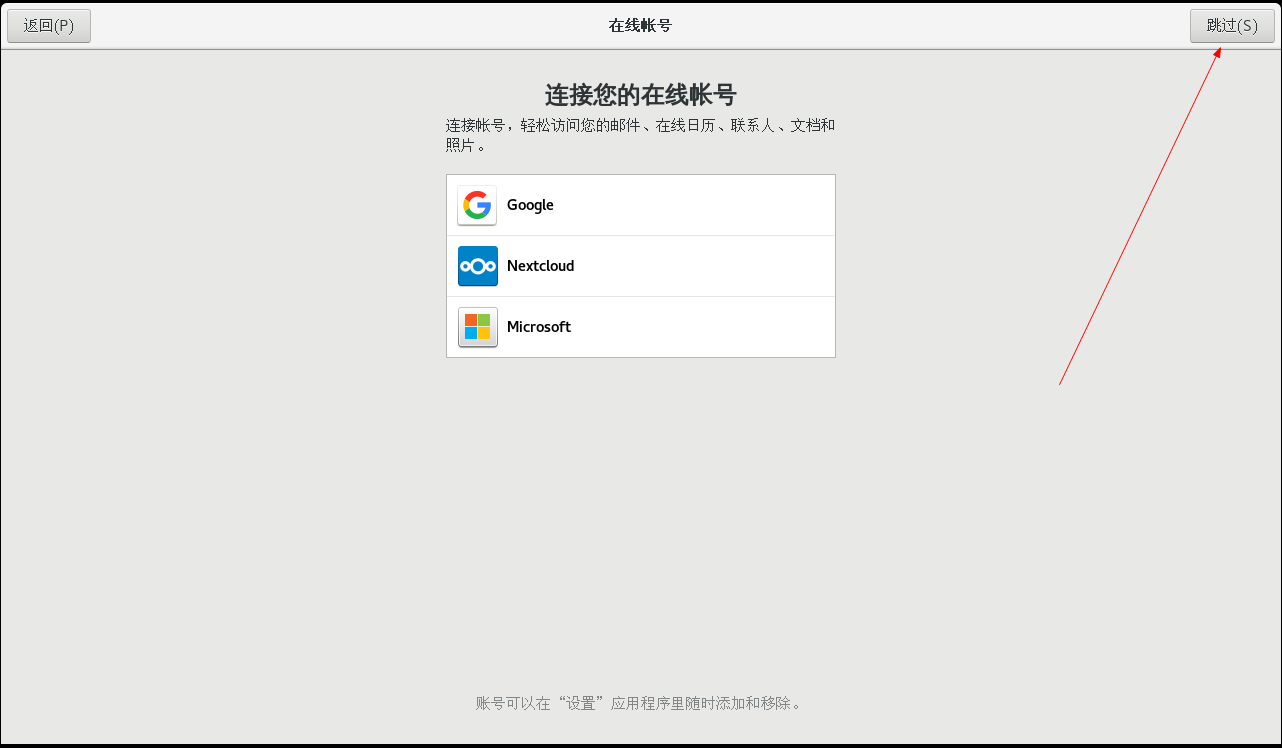 返回(P)
在线帐号
跳过(S)
连接您的在线帐号
连接帐号，轻松访问您的邮件、在线日历、联系人、文档和
照片。
Google
Nextcloud
Microsoft
账号可以在“设置”应用程序里随时添加和移除。